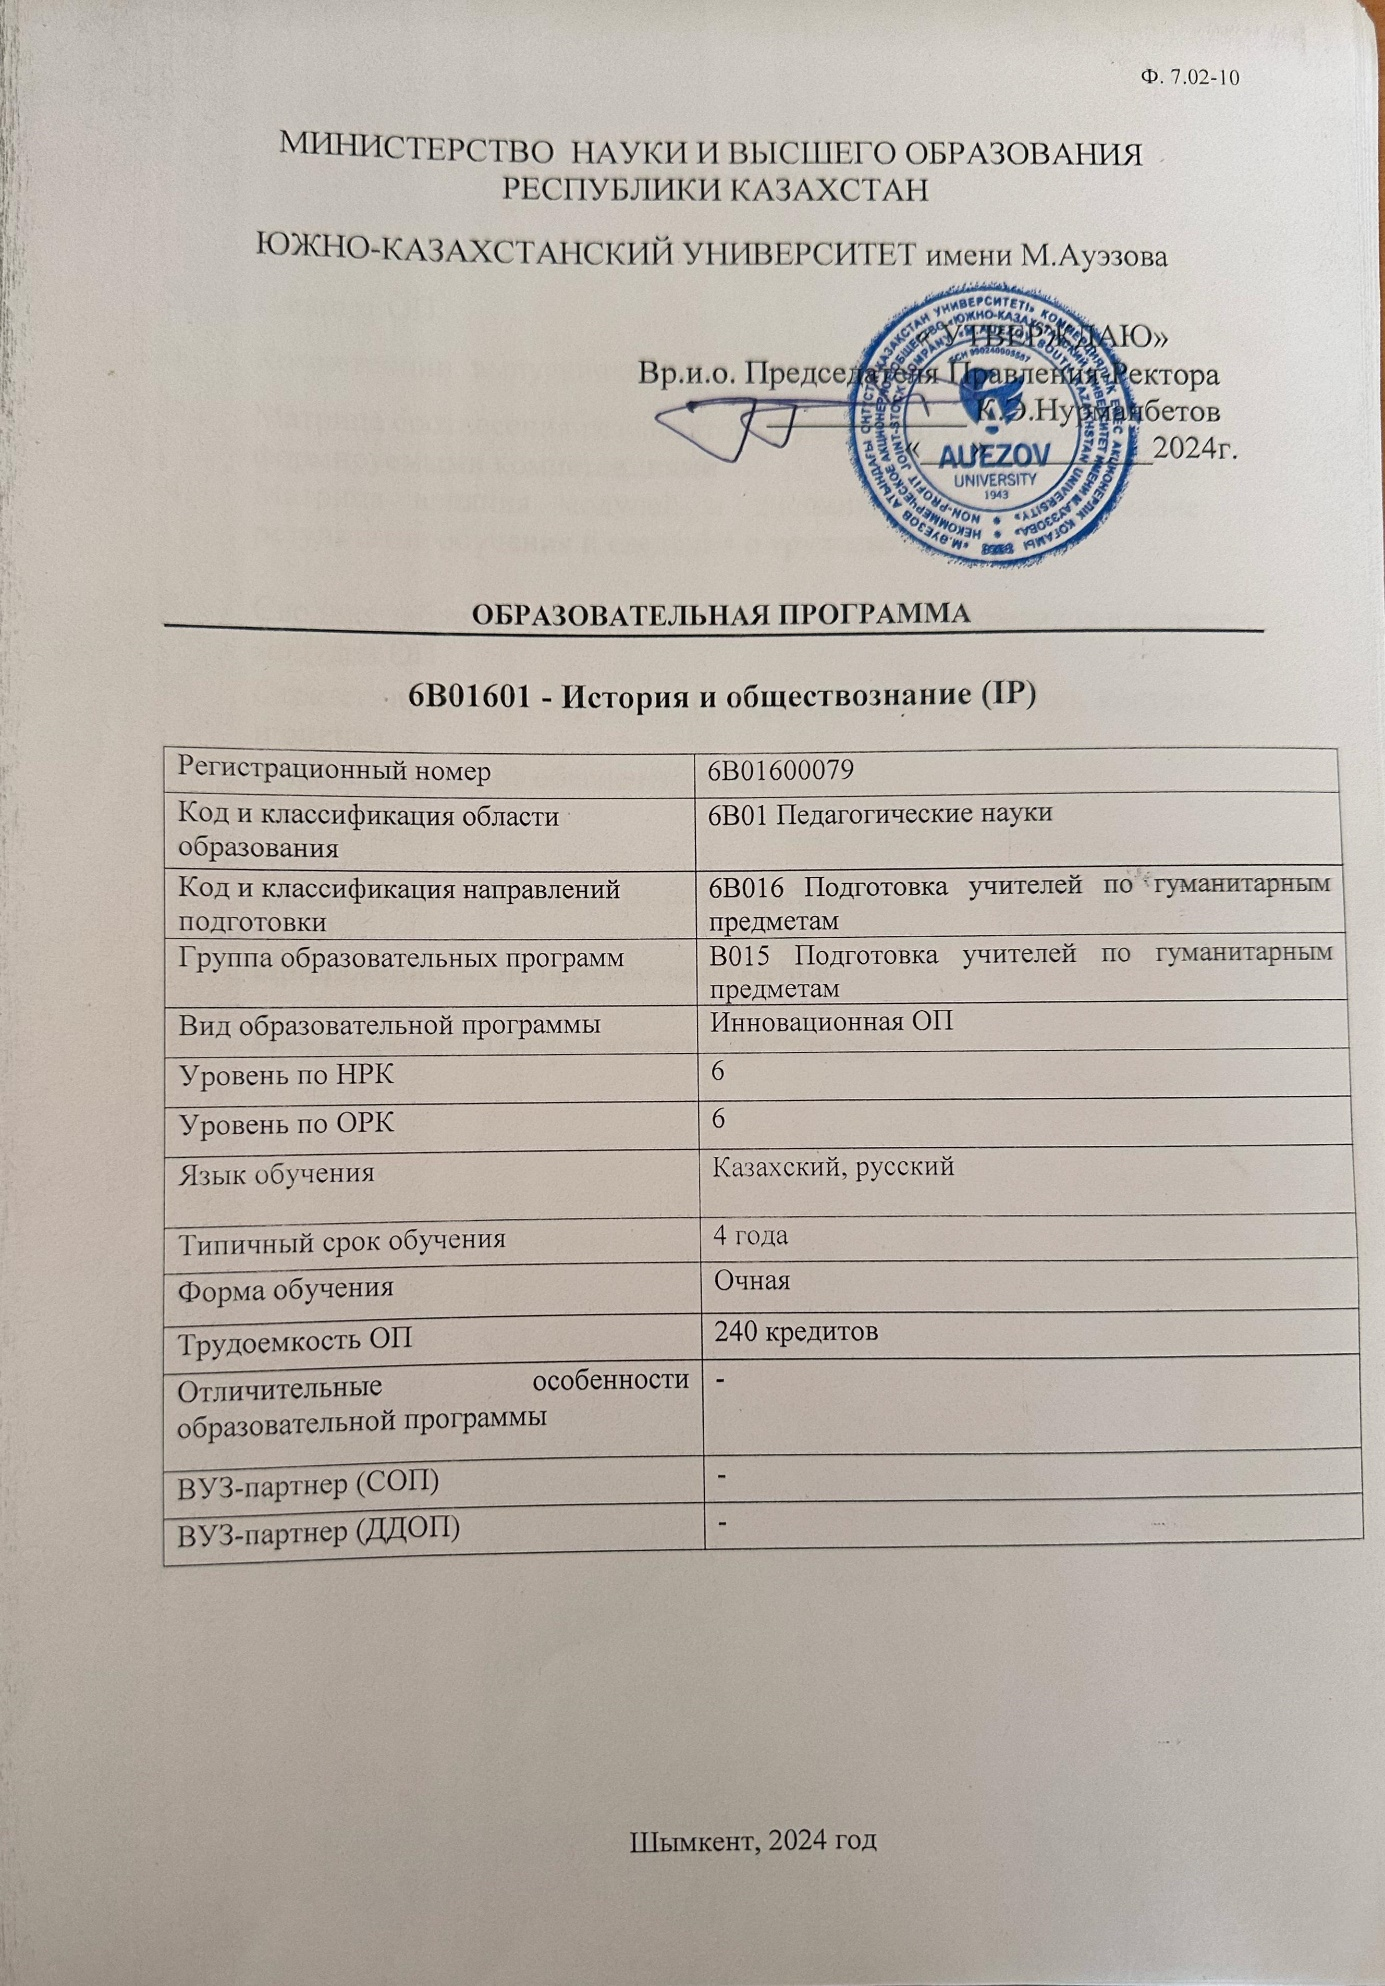 Ф. 7.02-10
МИНИСТЕРСТВО НАУКИ И ВЫСШЕГО ОБРАЗОВАНИЯ
РЕСПУБЛИКИ КАЗАХСТАН
ЮЖНО-КАЗАХСТАНСКИЙ УНИВЕРСИТЕТ имени М.Ауэзова
« УТВЕРЖДАЮ»
Вр.и.о. Председателя Правления-Ректора
К.Э.Нурманбетов
«___»____________2024г.
AUEZOV
UNIVERSITY
1943
ОБРАЗОВАТЕЛЬНАЯ ПРОГРАММА
6В01601 - История и обществознание (IP)
Регистрационный номер 6В01600079
Код и классификация области 6В01 Педагогические науки
образования
Код и классификация направлений 6В016 Подготовка учителей по гуманитарным
подготовки предметам
Группа образовательных программ В015 Подготовка учителей по гуманитарным
предметам
Вид образовательной программы Инновационная ОП
Уровень по НРК 6
Уровень по ОРК 6
Язык обучения Казахский, русский
Типичный срок обучения 4 года
Форма обучения Очная
Трудоемкость ОП 240 кредитов
Отличительные особенности -
образовательной программы
ВУЗ-партнер (СОП) -
ВУЗ-партнер (ДДОП) -
Шымкент, 2024 год